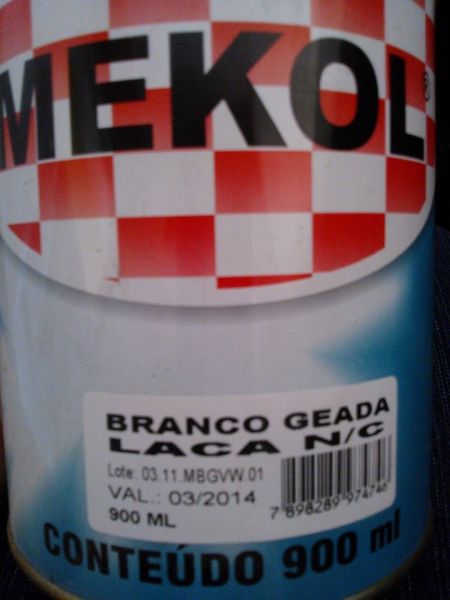 MEKOL®
BRANCO GEADA
LACA N/C
Lote: 03.11.MBGVW.01
VAL.: 03/2014
900 ML
7 898289 974746
CONTEÚDO 900 ml